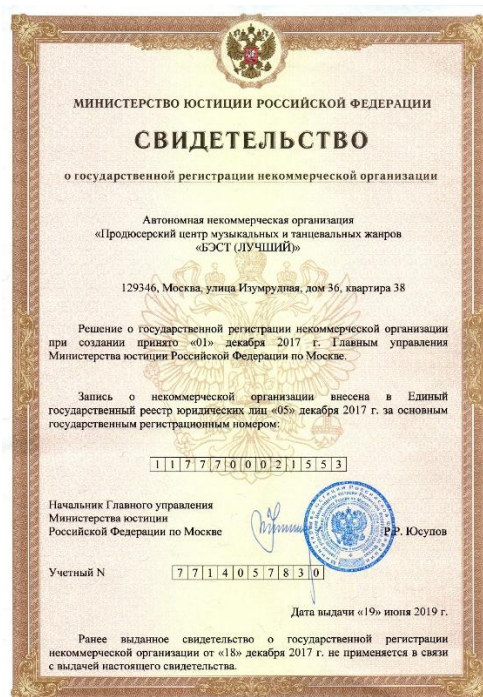 МИНИСТЕРСТВО ЮСТИЦИИ РОССИЙСКОЙ ФЕДЕРАЦИИ
СВИДЕТЕЛЬСТВО
о государственной регистрации некоммерческой организации
Автономная некоммерческая организация
«Продюсерский центр музыкальных и танцевальных жанров
«БЭСТ (ЛУЧШИЙ)»
129346, Москва, улица Изумрудная, дом 36, квартира 38
Решение о государственной регистрации некоммерческой организации
при создании принято «01» декабря 2017 г. Главным управления
Министерства юстиции Российской Федерации по Москве.
Запись о некоммерческой организации внесена в Единый
государственный реестр юридических лиц «05» декабря 2017 г. за основным
государственным регистрационным номером:
1177700021553
Начальник Главного управления
Министерства юстиции
Российской Федерации по Москве
Р.Р. Юсупов
Учетный N 7714057830
Дата выдачи «19» июня 2019 г.
Ранее выданное свидетельство о государственной регистрации
некоммерческой организации от «18» декабря 2017 г. не применяется в связи
с выдачей настоящего свидетельства.